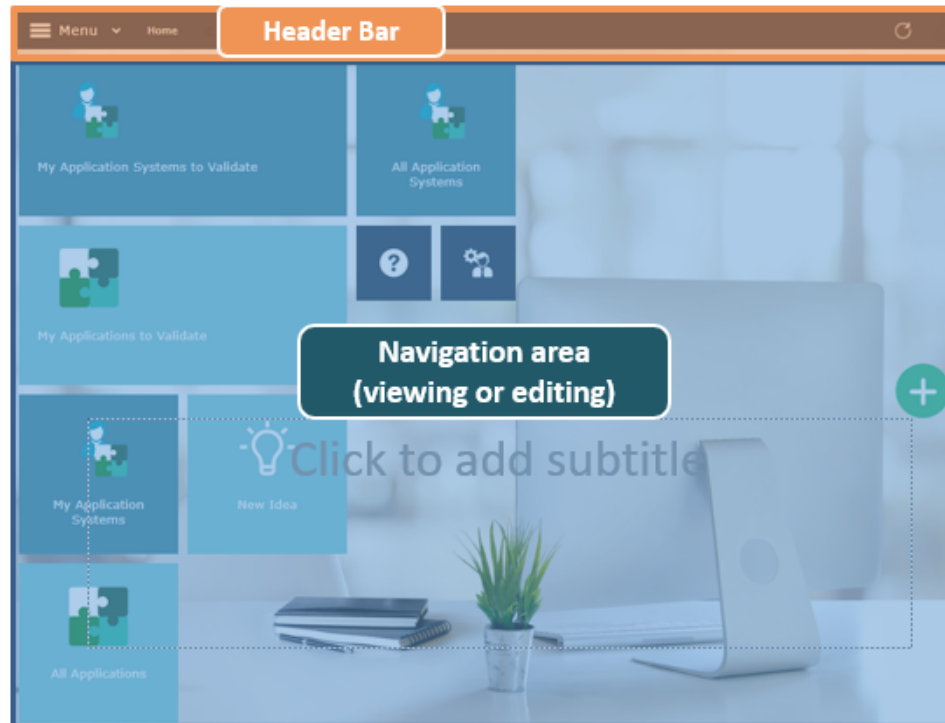 Menu Home
Header Bar
My Application Systems to Validate
All Application
Systems
?
My Applications to Validate
Navigation area
(viewing or editing)
Click to add subtitle
My Application
Systems
New Idea
All Applications